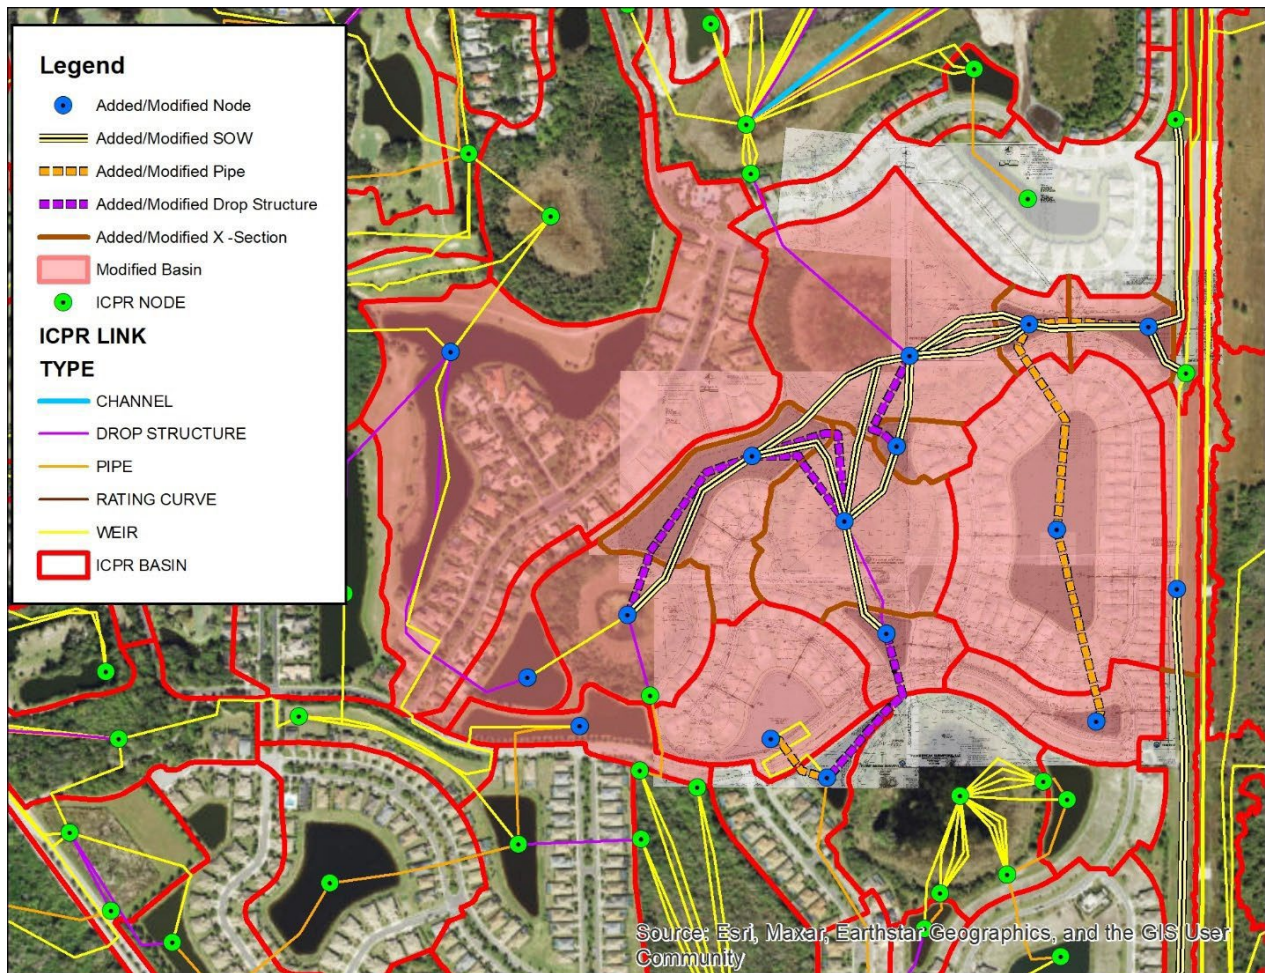 Legend
Added/Modified Node
Added/Modified SOW
Added/Modified Pipe
Added/Modified Drop Structure
Added/Modified X -Section
Modified Basin
ICPR NODE
ICPR LINK
TYPE
CHANNEL
DROP STRUCTURE
PIPE
RATING CURVE
WEIR
ICPR BASIN
Source: Esri, Maxar, Earthstar Geographics, and the GIS User
Community